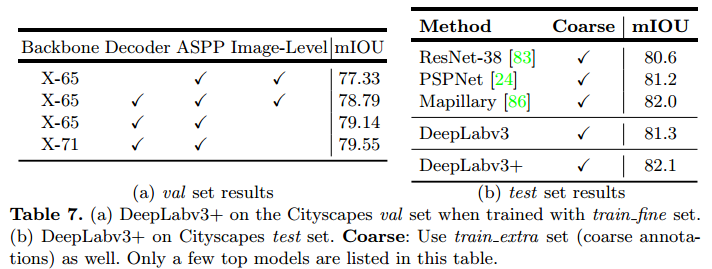 Backbone Decoder ASPP Image-Level mIOU
X-65 ✓ ✓ 77.33
X-65 ✓ ✓ ✓ 78.79
X-65 ✓ ✓ 79.14
X-71 ✓ ✓ 79.55
(a) val set results
Method Coarse mIOU
ResNet-38 [83] ✓ 80.6
PSPNet [24] ✓ 81.2
Mapillary [86] ✓ 82.0
DeepLabv3 ✓ 81.3
DeepLabv3+ ✓ 82.1
(b) test set results
Table 7. (a) DeepLabv3+ on the Cityscapes val set when trained with train_fine set.
(b) DeepLabv3+ on Cityscapes test set. Coarse: Use train_extra set (coarse annota-
tions) as well. Only a few top models are listed in this table.